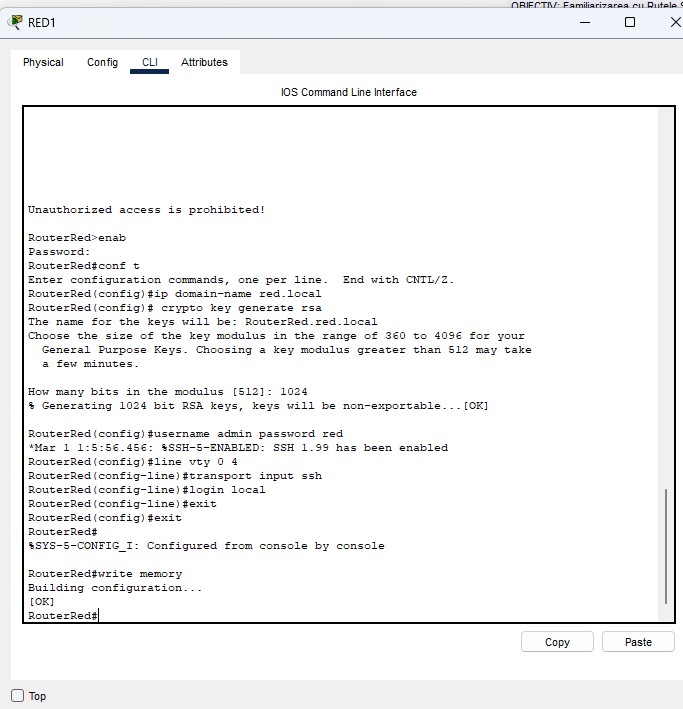 OBIECTIV: Familiarizarea cu Rutele
RED1
Physical Config CLI Attributes
IOS Command Line Interface
Unauthorized access is prohibited!
RouterRed>enab
Password:
RouterRed#conf t
Enter configuration commands, one per line.  End with CNTL/Z.
RouterRed(config)#ip domain-name red.local
RouterRed(config)# crypto key generate rsa
The name for the keys will be: RouterRed.red.local
Choose the size of the key modulus in the range of 360 to 4096 for your
  General Purpose Keys. Choosing a key modulus greater than 512 may take
  a few minutes.
How many bits in the modulus [512]: 1024
% Generating 1024 bit RSA keys, keys will be non-exportable...[OK]
RouterRed(config)#username admin password red
*Mar 1 1:5:56.456: %SSH-5-ENABLED: SSH 1.99 has been enabled
RouterRed(config)#line vty 0 4
RouterRed(config-line)#transport input ssh
RouterRed(config-line)#login local
RouterRed(config-line)#exit
RouterRed(config)#exit
RouterRed#
%SYS-5-CONFIG_I: Configured from console by console
RouterRed#write memory
Building configuration...
[OK]
RouterRed#
Copy Paste
Top